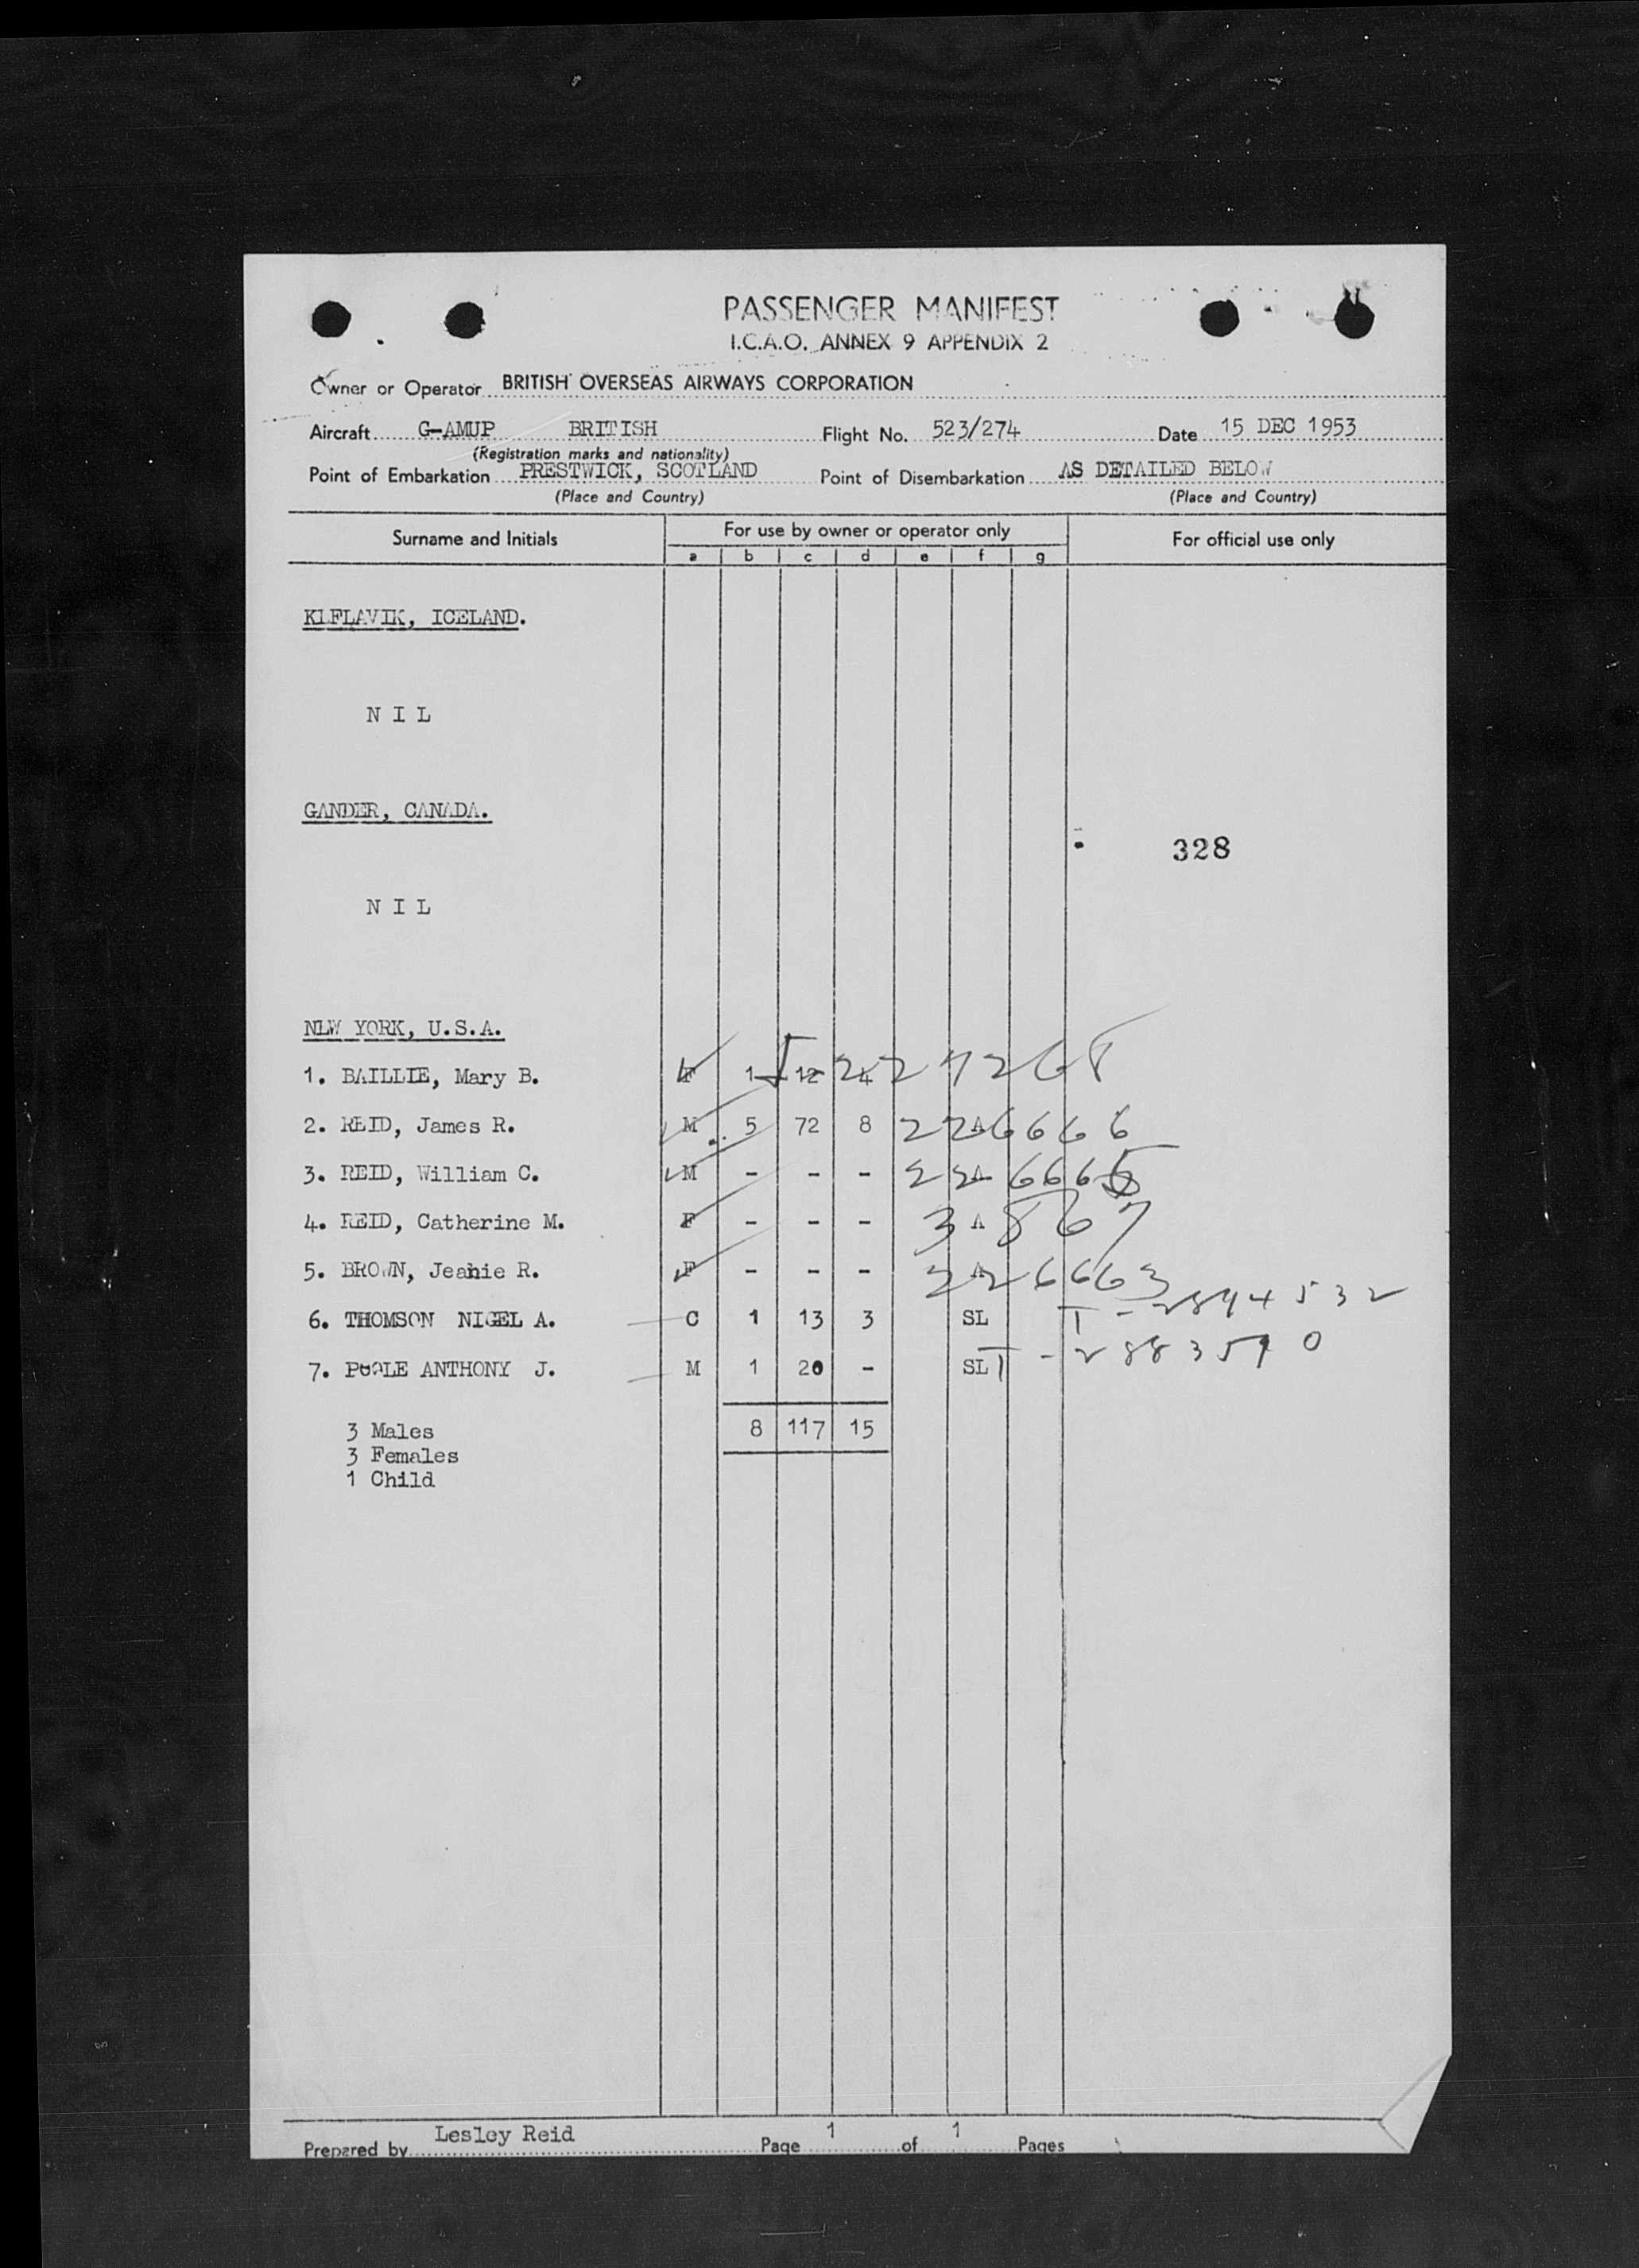 PASSENGER MANIFEST
I.C.A.O. ANNEX 9 APPENDIX 2
Owner or Operator BRITISH OVERSEAS AIRWAYS CORPORATION
Aircraft G-AMUP BRITISH Flight No. 523/274 Date 15 DEC 1953
(Registration marks and nationality)
Point of Embarkation PRESTWICK, SCOTLAND Point of Disembarkation AS DETAILED BELOW
(Place and Country) (Place and Country)
Surname and Initials For use by owner or operator only For official use only
a b c d e f g
KEFLAVIK, ICELAND.
N I L
GANDER, CANADA.
328
N I L
NEW YORK, U.S.A.
1. BAILLIE, Mary B. F 1 12 4
2. REID, James R. M 5 72 8 A 226666
3. REID, William C. M - - - A
4. REID, Catherine M. F - - - A 3867
5. BROWN, Jeanie R. F - - - A 226663
6. THOMSON NIGEL A. C 1 13 3 SL T-2894532
7. POOLE ANTHONY J. M 1 20 - SL
8 117 15
3 Males
3 Females
1 Child
Prepared by Lesley Reid Page 1 of 1 Pages